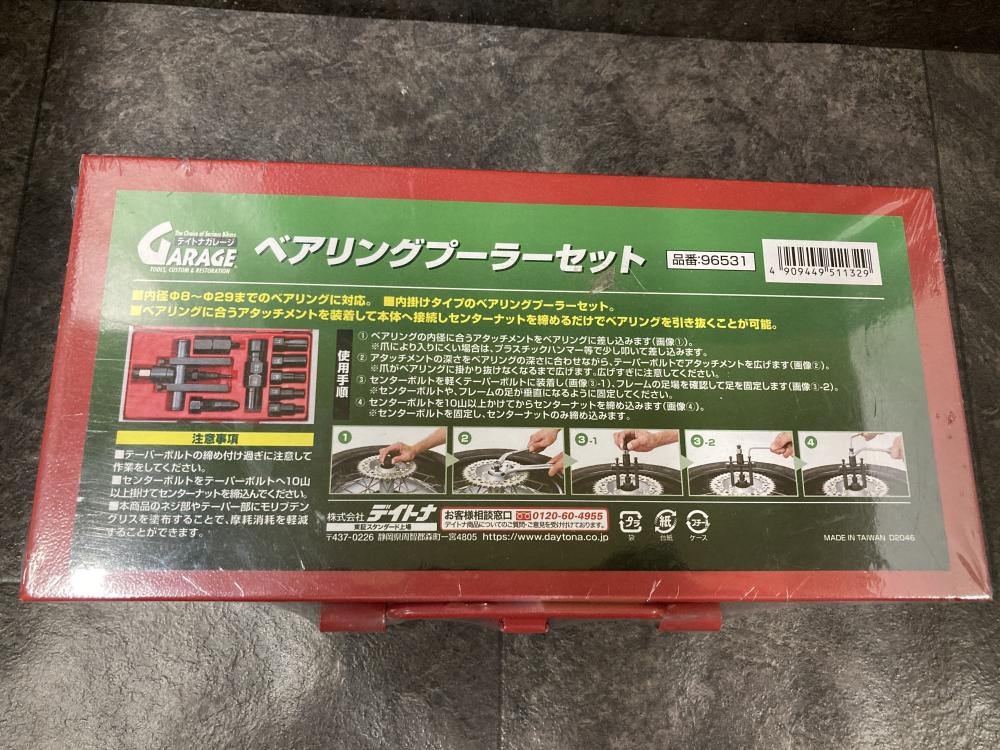 The Choice of Serious Bikers
デイトナガレージ
GARAGE
TOOLS, CUSTOM & RESTORATION
ベアリングプーラーセット
品番:96531
4 909449 511329
■内径Φ8〜Φ29までのベアリングに対応。 ■内掛けタイプのベアリングプーラーセット。
■ベアリングに合うアタッチメントを装着して本体へ接続しセンターナットを締めるだけでベアリングを引き抜くことが可能。
使用手順
① ベアリングの内径に合うアタッチメントをベアリングに差し込みます(画像①)。
※爪により入りにくい場合は、プラスチックハンマー等で少し叩いて差し込みます。
② アタッチメントの深さをベアリングの深さに合わせながら、テーパーボルトでアタッチメントを広げます(画像②)。
※爪がベアリングに掛かり抜けなくなるまで広げます。広げすぎに注意してください。
③ センターボルトを軽くテーパーボルトに装着し(画像③-1)、フレームの足場を確認して足を固定します(画像③-2)。
※センターボルトや、フレームの足が垂直になるように固定してください。
④ センターボルトを10山以上かけてからセンターナットを締め込みます(画像④)。
※センターボルトを固定し、センターナットのみ締め込みます。
注意事項
■テーパーボルトの締め付け過ぎに注意して
作業をしてください。
■センターボルトをテーパーボルトへ10山
以上掛けてセンターナットを締込んでください。
■本商品のネジ部やテーパー部にモリブデン
グリスを塗布することで、摩耗消耗を軽減
することができます。
1
2
3-1
3-2
4
株式会社デイトナ
東証スタンダード上場
お客様相談窓口 0120-60-4955
デイトナ商品についてのご質問・ご意見を受け付けております。
〒437-0226 静岡県周智郡森町一宮4805 https://www.daytona.co.jp
プラ
袋
紙
台紙
スチール
ケース
MADE IN TAIWAN D2046